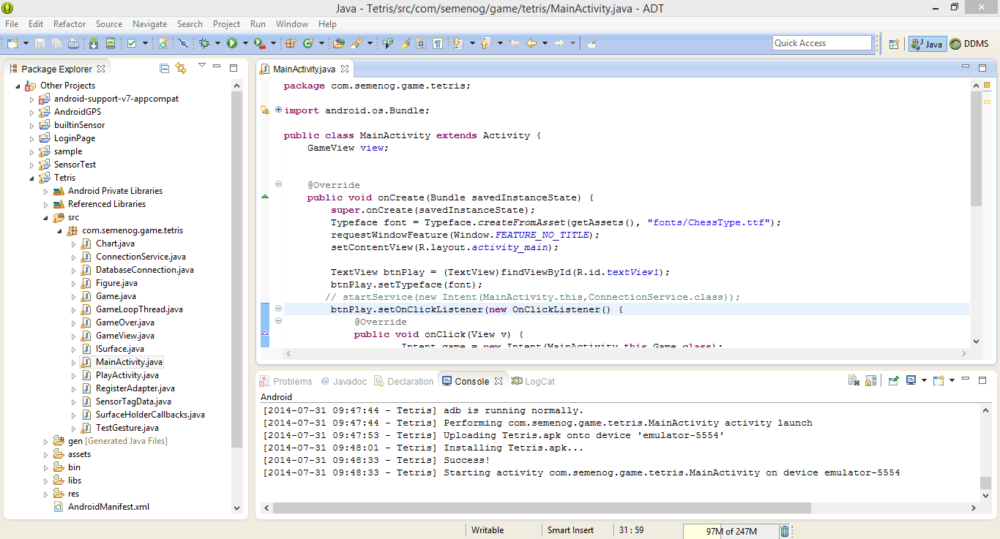 Java - Tetris/src/com/semenog/game/tetris/MainActivity.java - ADT
File Edit Refactor Source Navigate Search Project Run Window Help
Quick Access
Java
DDMS
Package Explorer
Other Projects
android-support-v7-appcompat
AndroidGPS
builtinSensor
LoginPage
sample
SensorTest
Tetris
Android Private Libraries
Referenced Libraries
src
com.semenog.game.tetris
Chart.java
ConnectionService.java
DatabaseConnection.java
Figure.java
Game.java
GameLoopThread.java
GameOver.java
GameView.java
ISurface.java
MainActivity.java
PlayActivity.java
RegisterAdapter.java
SensorTagData.java
SurfaceHolderCallbacks.java
TestGesture.java
gen [Generated Java Files]
assets
bin
libs
res
AndroidManifest.xml
MainActivity.java
package com.semenog.game.tetris;
import android.os.Bundle;
public class MainActivity extends Activity {
GameView view;
@Override
public void onCreate(Bundle savedInstanceState) {
super.onCreate(savedInstanceState);
Typeface font = Typeface.createFromAsset(getAssets(), "fonts/ChessType.ttf");
requestWindowFeature(Window.FEATURE_NO_TITLE);
setContentView(R.layout.activity_main);
TextView btnPlay = (TextView)findViewById(R.id.textView1);
btnPlay.setTypeface(font);
// startService(new Intent(MainActivity.this,ConnectionService.class));
btnPlay.setOnClickListener(new OnClickListener() {
@Override
public void onClick(View v) {
Intent game = new Intent(MainActivity.this,Game.class);
Problems @ Javadoc Declaration Console LogCat
Android
[2014-07-31 09:47:44 - Tetris] adb is running normally.
[2014-07-31 09:47:44 - Tetris] Performing com.semenog.game.tetris.MainActivity activity launch
[2014-07-31 09:47:53 - Tetris] Uploading Tetris.apk onto device 'emulator-5554'
[2014-07-31 09:48:01 - Tetris] Installing Tetris.apk...
[2014-07-31 09:48:33 - Tetris] Success!
[2014-07-31 09:48:33 - Tetris] Starting activity com.semenog.game.tetris.MainActivity on device emulator-5554
Writable Smart Insert 31 : 59 97M of 247M